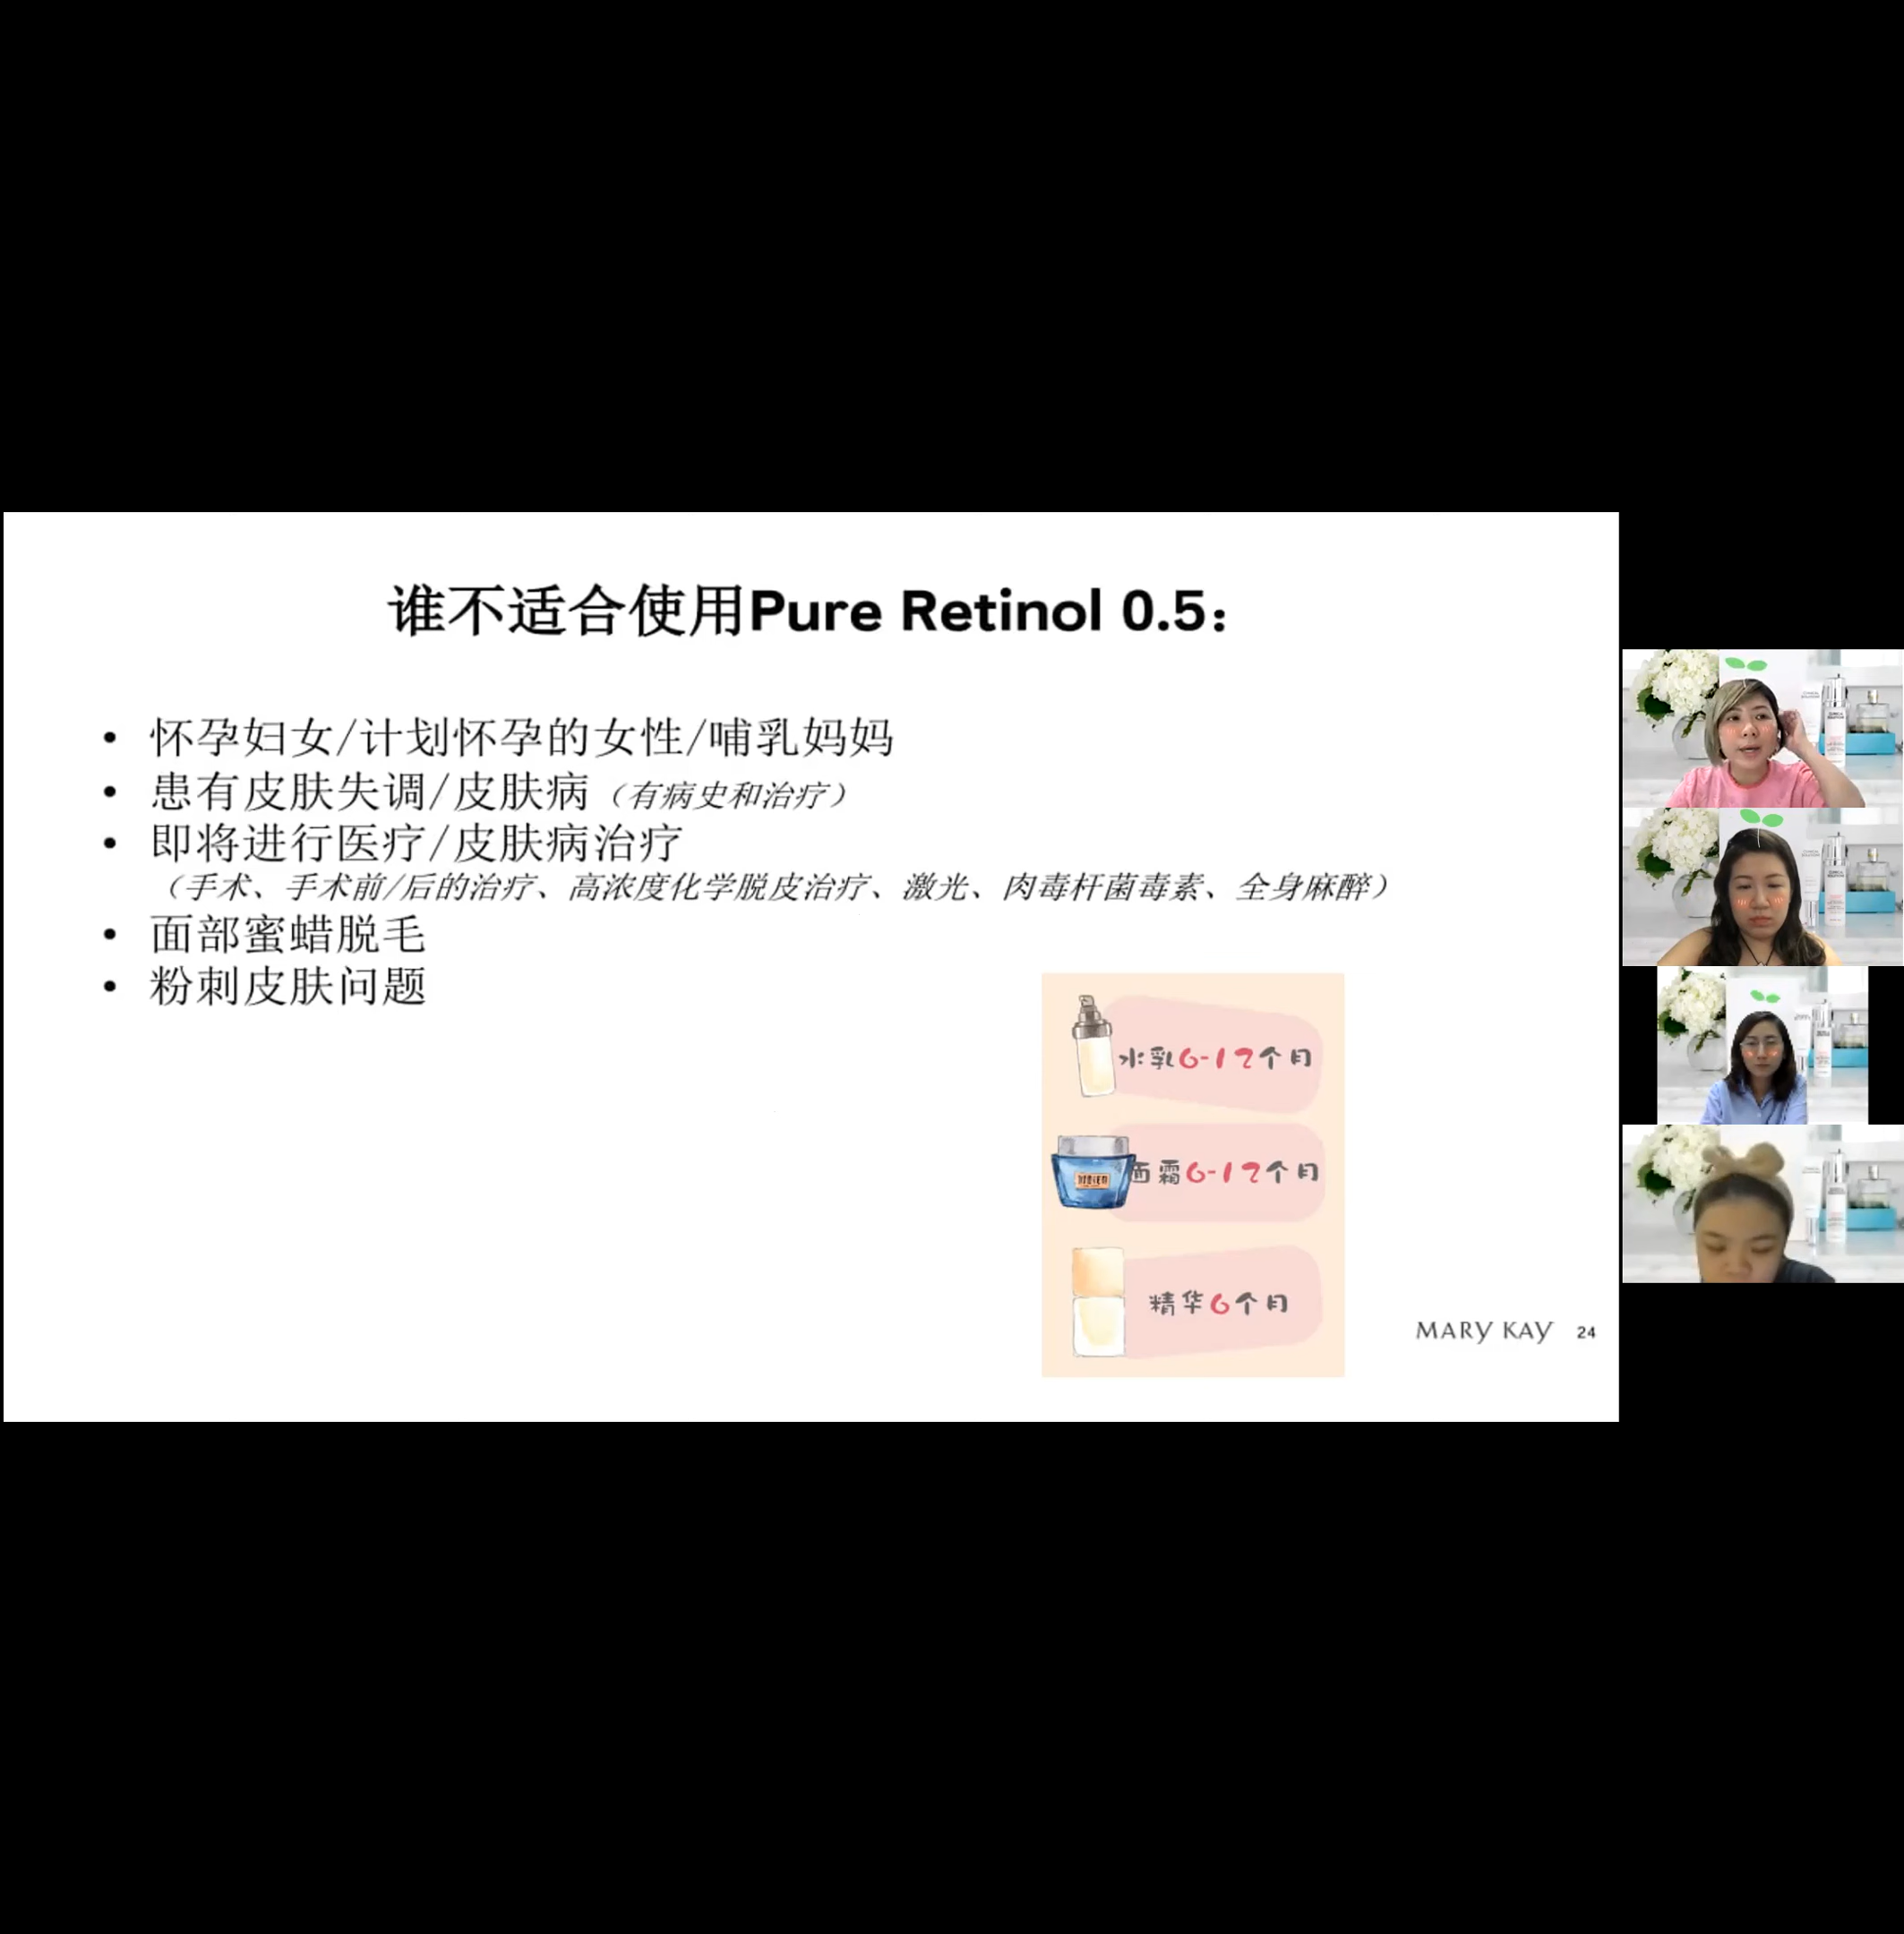 谁不适合使用Pure Retinol 0.5：
• 怀孕妇女/计划怀孕的女性/哺乳妈妈
• 患有皮肤失调/皮肤病（有病史和治疗）
• 即将进行医疗/皮肤病治疗
（手术、手术前/后的治疗、高浓度化学脱皮治疗、激光、肉毒杆菌毒素、全身麻醉）
• 面部蜜蜡脱毛
• 粉刺皮肤问题
水乳6-12个月
面霜6-12个月
精华6个月
MARY KAY 24